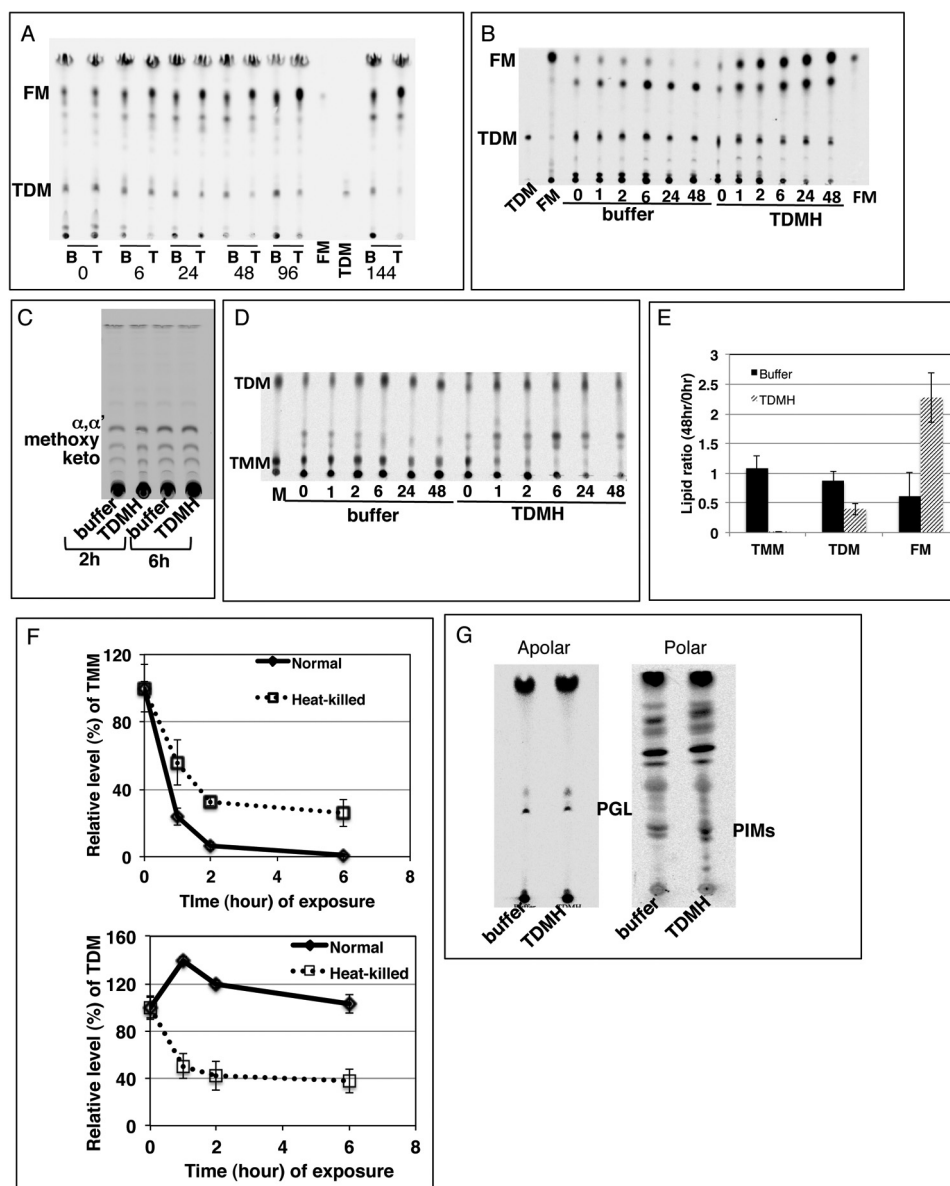 A
FM
TDM
B T B T B T B T B T FM TDM B T
0 6 24 48 96 144
B
FM
TDM
TDM FM 0 1 2 6 24 48 0 1 2 6 24 48 FM
buffer TDMH
C
α,α'
methoxy
keto
buffer TDMH buffer TDMH
2h 6h
D
TDM
TMM
M 0 1 2 6 24 48 0 1 2 6 24 48
buffer TDMH
E
Lipid ratio (48hr/0hr)
3
2.5
2
1.5
1
0.5
0
Buffer
TDMH
TMM TDM FM
F
Relative level (%) of TMM
120
80
40
0
Normal
Heat-killed
0 2 4 6 8
TIme (hour) of exposure
Relative level (%) of TDM
160
120
80
40
0
Normal
Heat-killed
0 2 4 6 8
Time (hour) of exposure
G
Apolar Polar
PGL
PIMs
buffer TDMH buffer TDMH